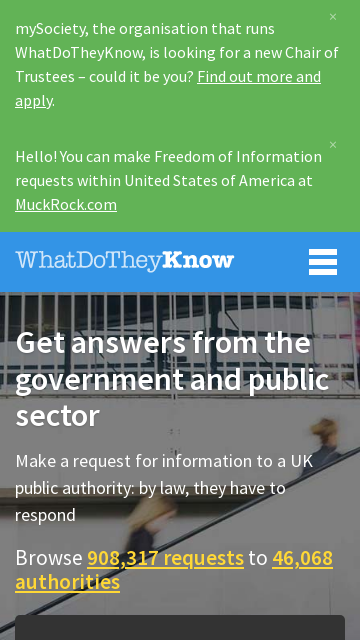 ×
mySociety, the organisation that runs
WhatDoTheyKnow, is looking for a new Chair of
Trustees – could it be you? Find out more and
apply.
×
Hello! You can make Freedom of Information
requests within United States of America at
MuckRock.com
WhatDoTheyKnow
Get answers from the
government and public
sector
Make a request for information to a UK
public authority: by law, they have to
respond
Browse 908,317 requests to 46,068
authorities